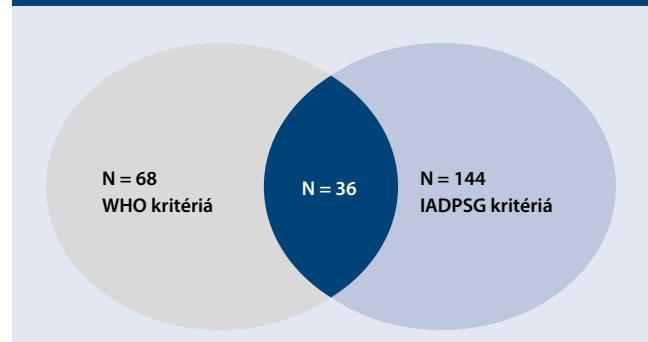 N = 68
WHO kritériá
N = 36
N = 144
IADPSG kritériá